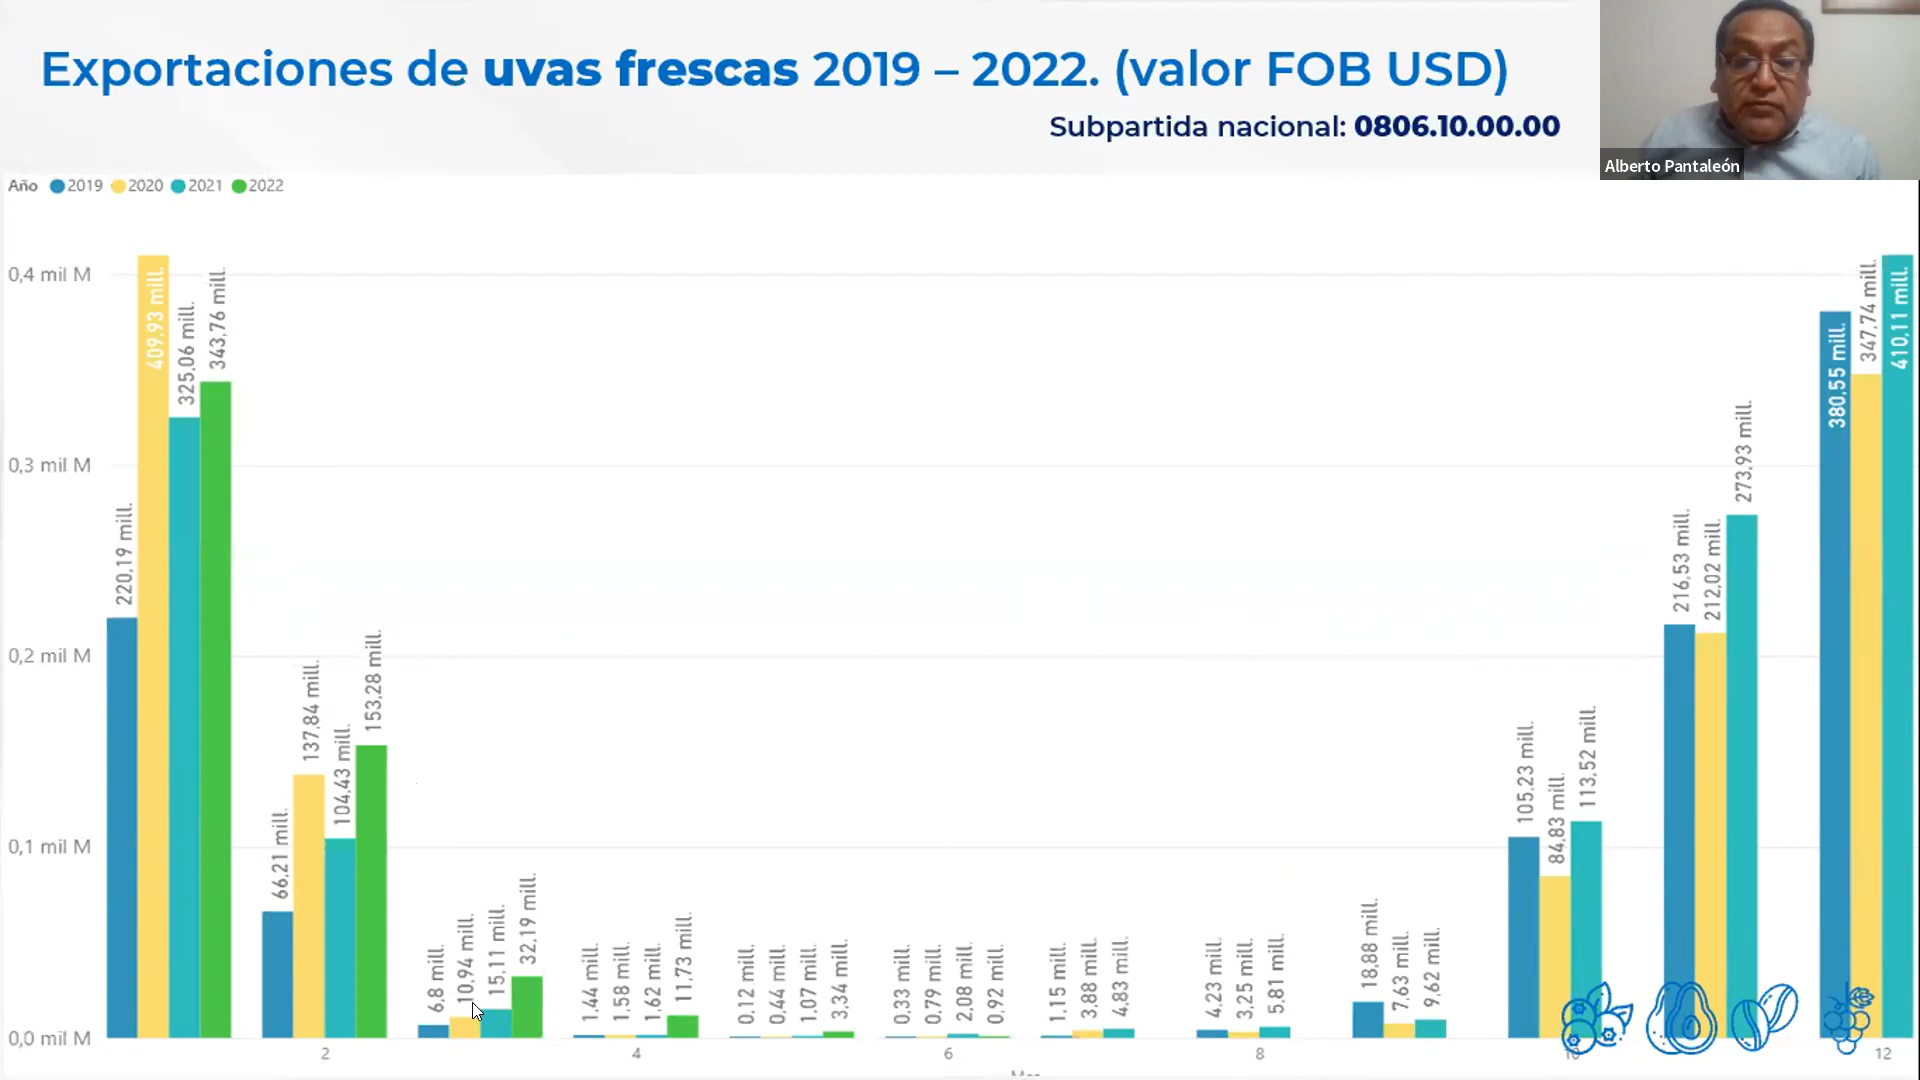 Exportaciones de uvas frescas 2019 – 2022. (valor FOB USD)
Subpartida nacional: 0806.10.00.00
Alberto Pantaleón
Año 2019 2020 2021 2022
0,4 mil M
0,3 mil M
0,2 mil M
0,1 mil M
0,0 mil M
220,19 mill.
409,93 mill.
325,06 mill.
343,76 mill.
66,21 mill.
137,84 mill.
104,43 mill.
153,28 mill.
6,8 mill.
10,94 mill.
15,11 mill.
32,19 mill.
1,44 mill.
1,58 mill.
1,62 mill.
11,73 mill.
0,12 mill.
0,44 mill.
1,07 mill.
3,34 mill.
0,33 mill.
0,79 mill.
2,08 mill.
0,92 mill.
1,15 mill.
3,88 mill.
4,83 mill.
4,23 mill.
3,25 mill.
5,81 mill.
18,88 mill.
7,63 mill.
9,62 mill.
105,23 mill.
84,83 mill.
113,52 mill.
216,53 mill.
212,02 mill.
273,93 mill.
380,55 mill.
347,74 mill.
410,11 mill.
2 4 6 8 10 12